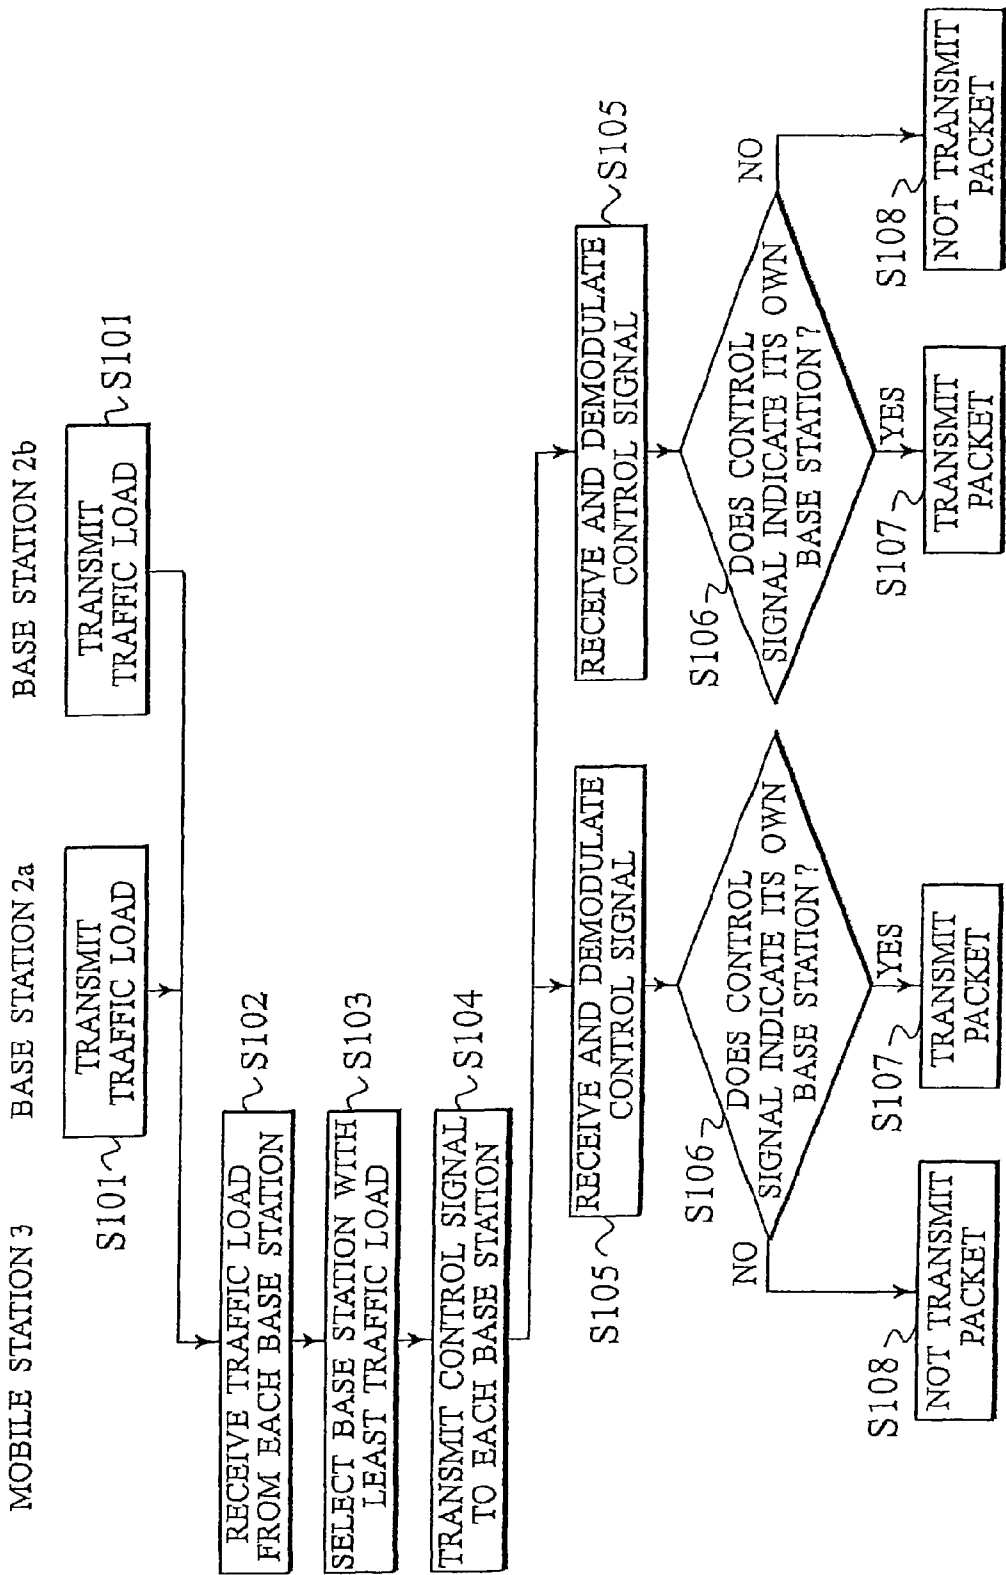 MOBILE STATION 3
BASE STATION 2a
BASE STATION 2b
S101
TRANSMIT
TRAFFIC LOAD
TRANSMIT
TRAFFIC LOAD
S101
RECEIVE TRAFFIC LOAD
FROM EACH BASE STATION
S102
SELECT BASE STATION WITH
LEAST TRAFFIC LOAD
S103
TRANSMIT CONTROL SIGNAL
TO EACH BASE STATION
S104
S105
RECEIVE AND DEMODULATE
CONTROL SIGNAL
RECEIVE AND DEMODULATE
CONTROL SIGNAL
S105
S106
DOES CONTROL
SIGNAL INDICATE ITS OWN
BASE STATION?
NO
YES
S106
DOES CONTROL
SIGNAL INDICATE ITS OWN
BASE STATION?
NO
YES
S108
NOT TRANSMIT
PACKET
S107
TRANSMIT
PACKET
S107
TRANSMIT
PACKET
S108
NOT TRANSMIT
PACKET